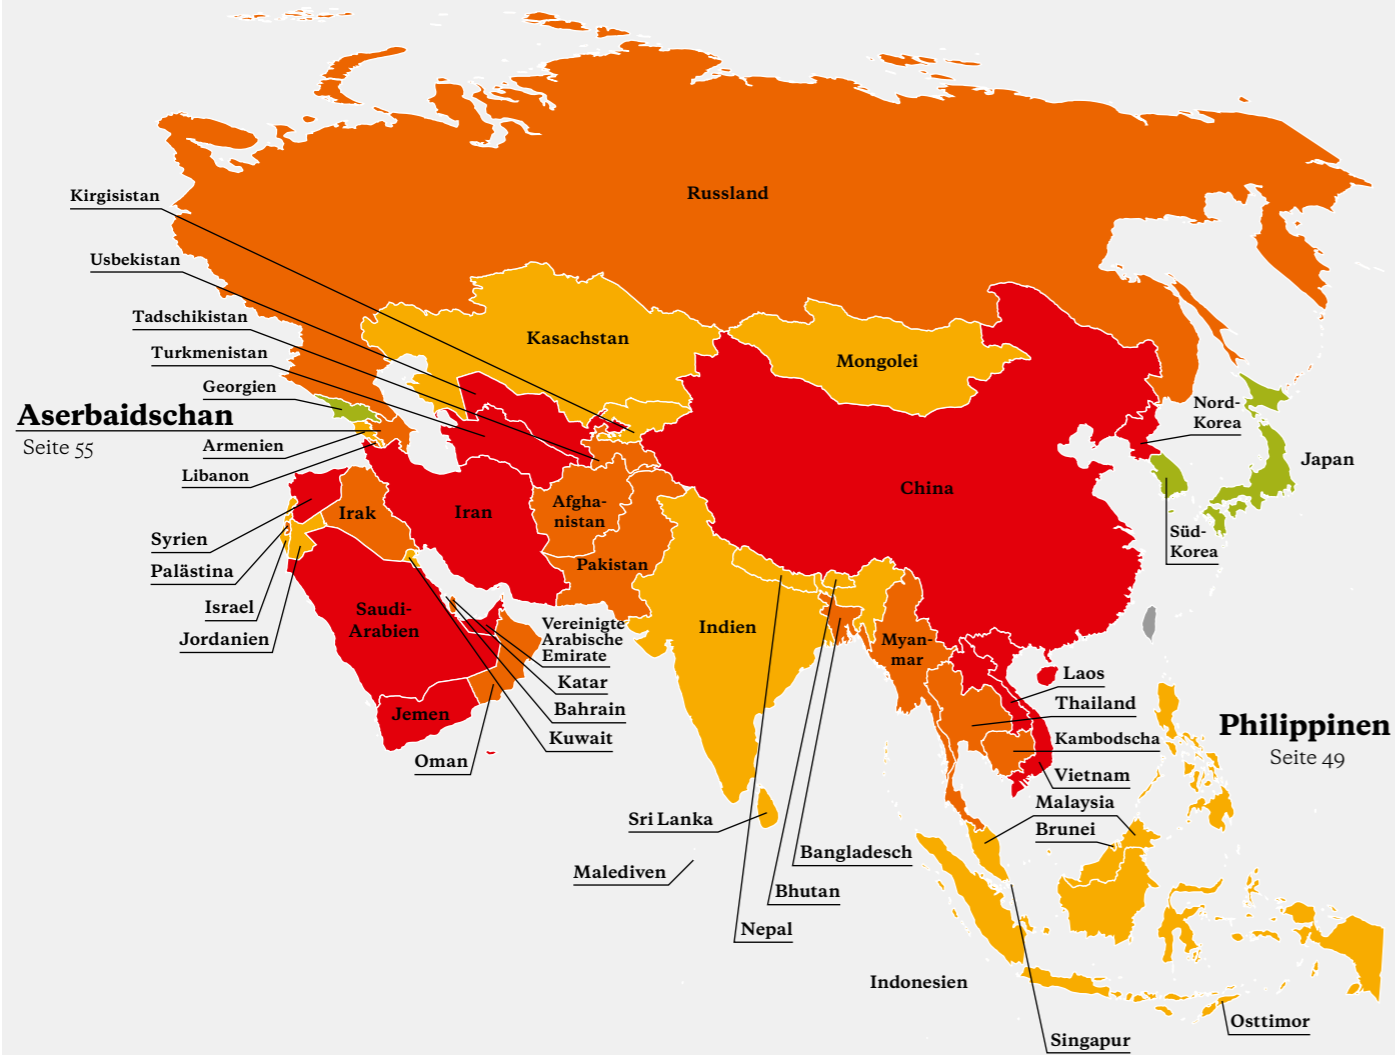 Russland
Kirgisistan
Usbekistan
Tadschikistan
Turkmenistan
Georgien
Aserbaidschan
Seite 55
Armenien
Libanon
Kasachstan
Mongolei
Nord-
Korea
Japan
China
Süd-
Korea
Afgha-
nistan
Iran
Irak
Pakistan
Syrien
Palästina
Israel
Jordanien
Saudi-
Arabien
Vereinigte
Arabische
Emirate
Katar
Bahrain
Kuwait
Jemen
Oman
Indien
Myan-
mar
Laos
Thailand
Kambodscha
Vietnam
Malaysia
Brunei
Philippinen
Seite 49
Sri Lanka
Malediven
Bangladesch
Bhutan
Nepal
Indonesien
Osttimor
Singapur